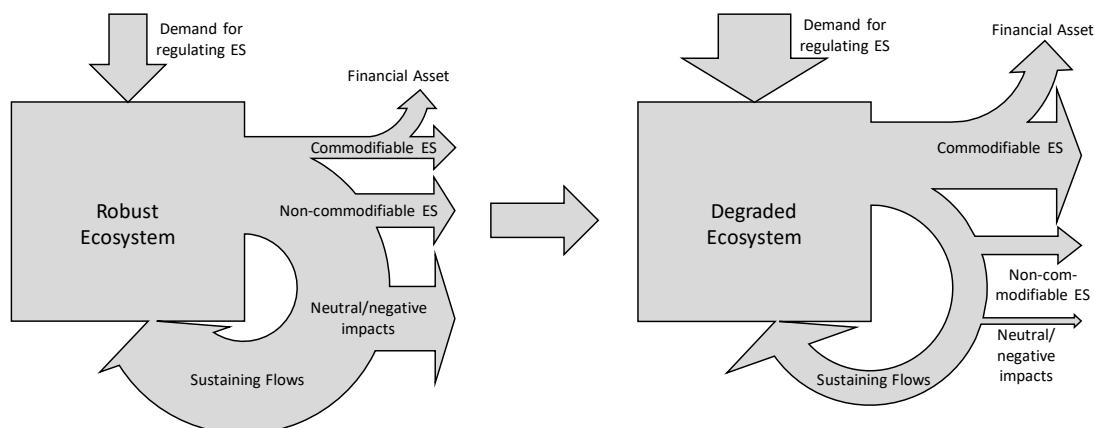 Demand for
regulating ES
Financial Asset
Commodifiable ES
Non-commodifiable ES
Robust
Ecosystem
Neutral/negative
impacts
Sustaining Flows
Demand for
regulating ES
Financial Asset
Commodifiable ES
Degraded
Ecosystem
Non-com-
modifiable ES
Neutral/
negative
impacts
Sustaining Flows